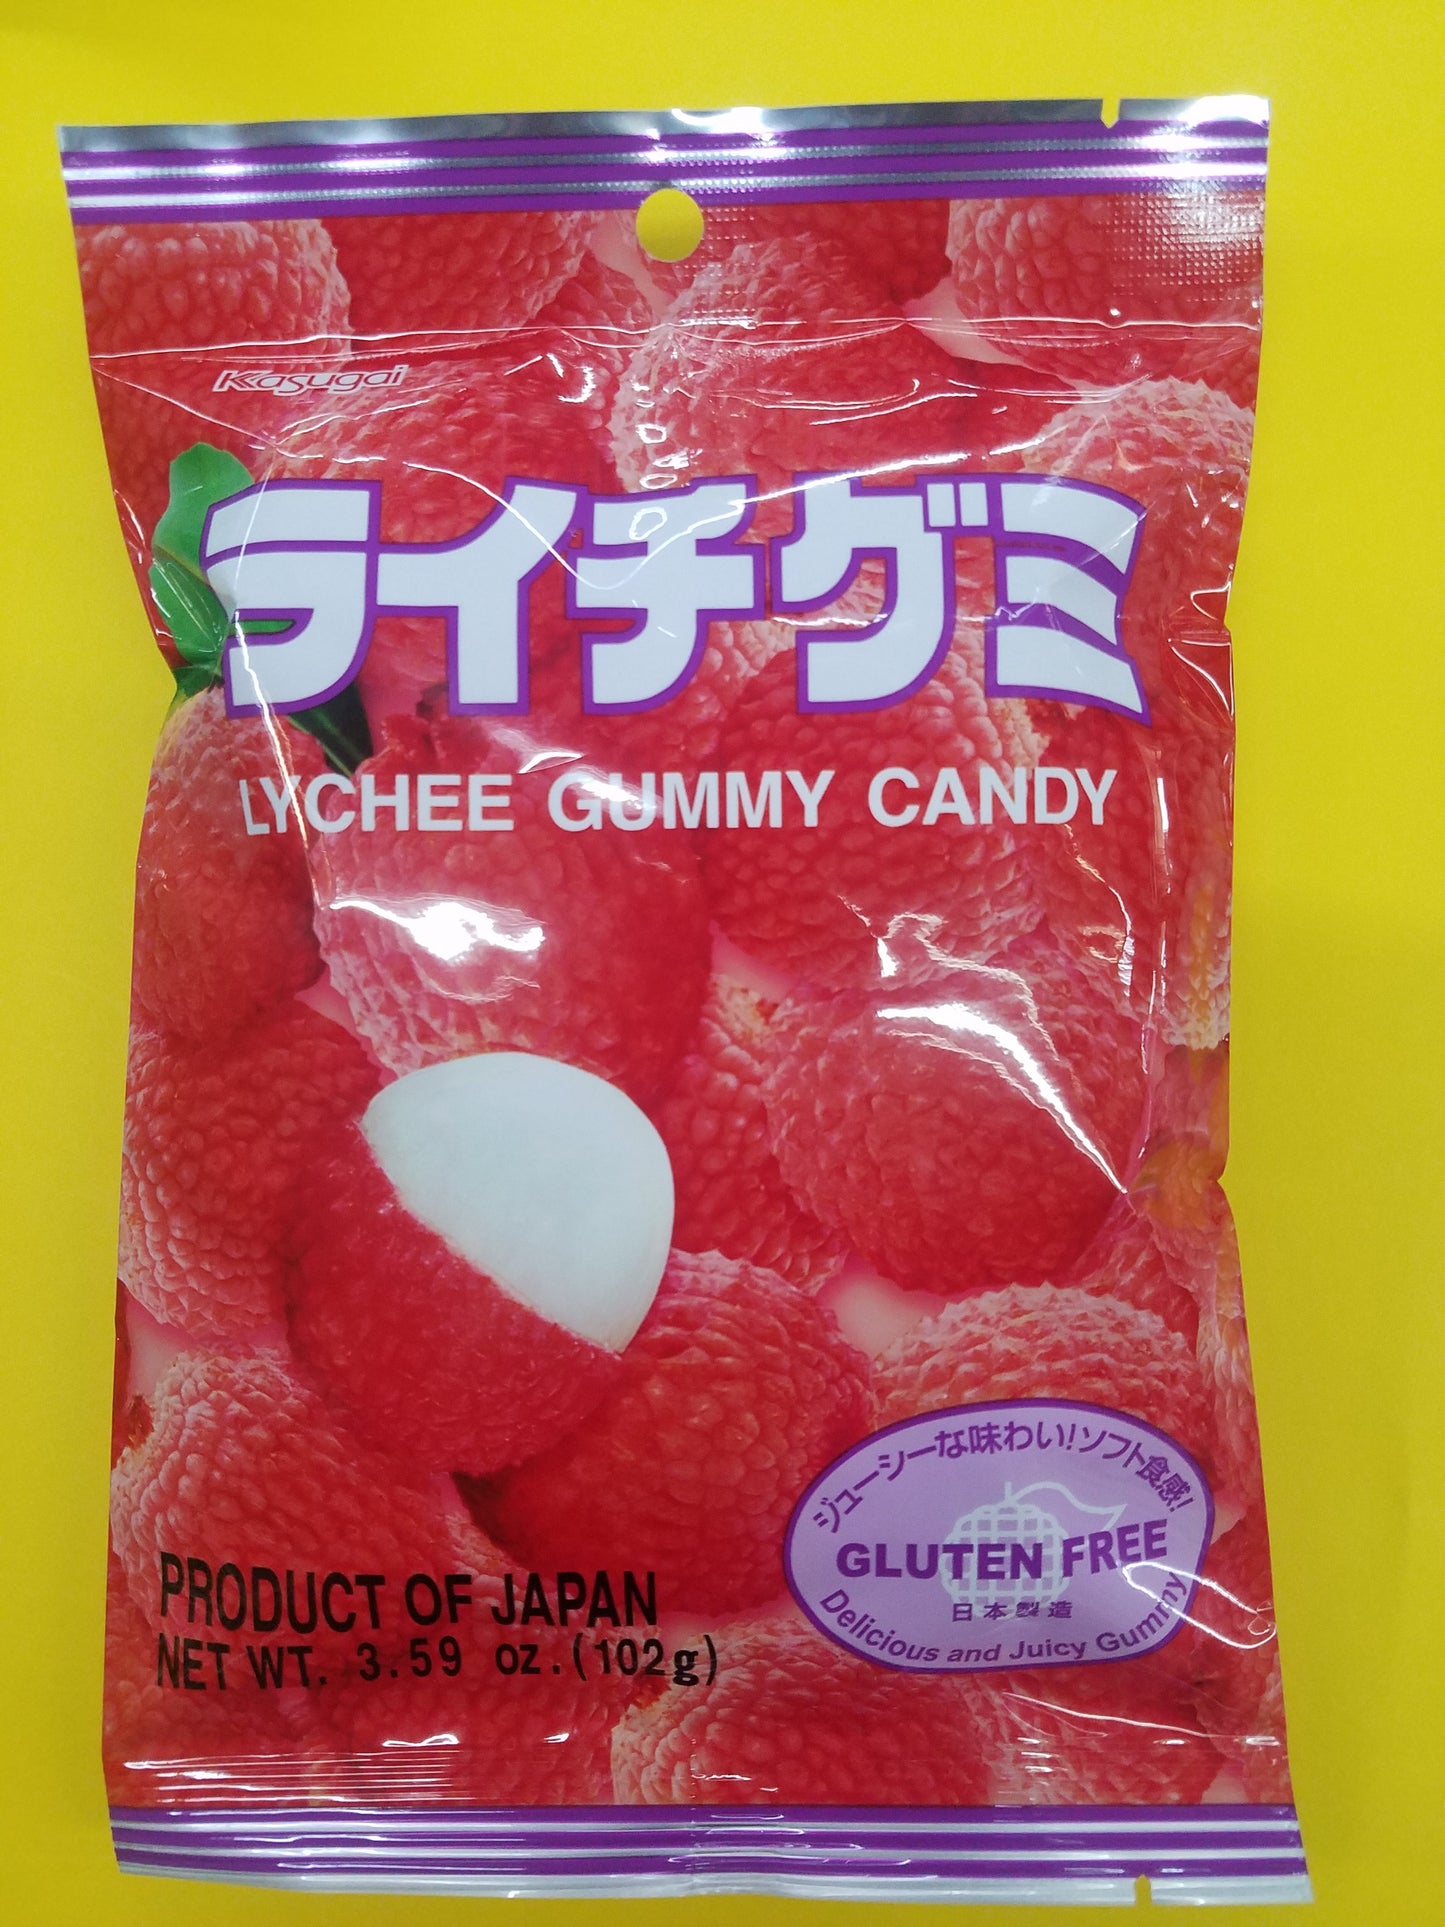 Kasugai
ライチグミ
LYCHEE GUMMY CANDY
ジューシーな味わい!ソフト食感!
GLUTEN FREE
日本製造
Delicious and Juicy Gummy
PRODUCT OF JAPAN
NET WT. 3.59 oz.(102g)